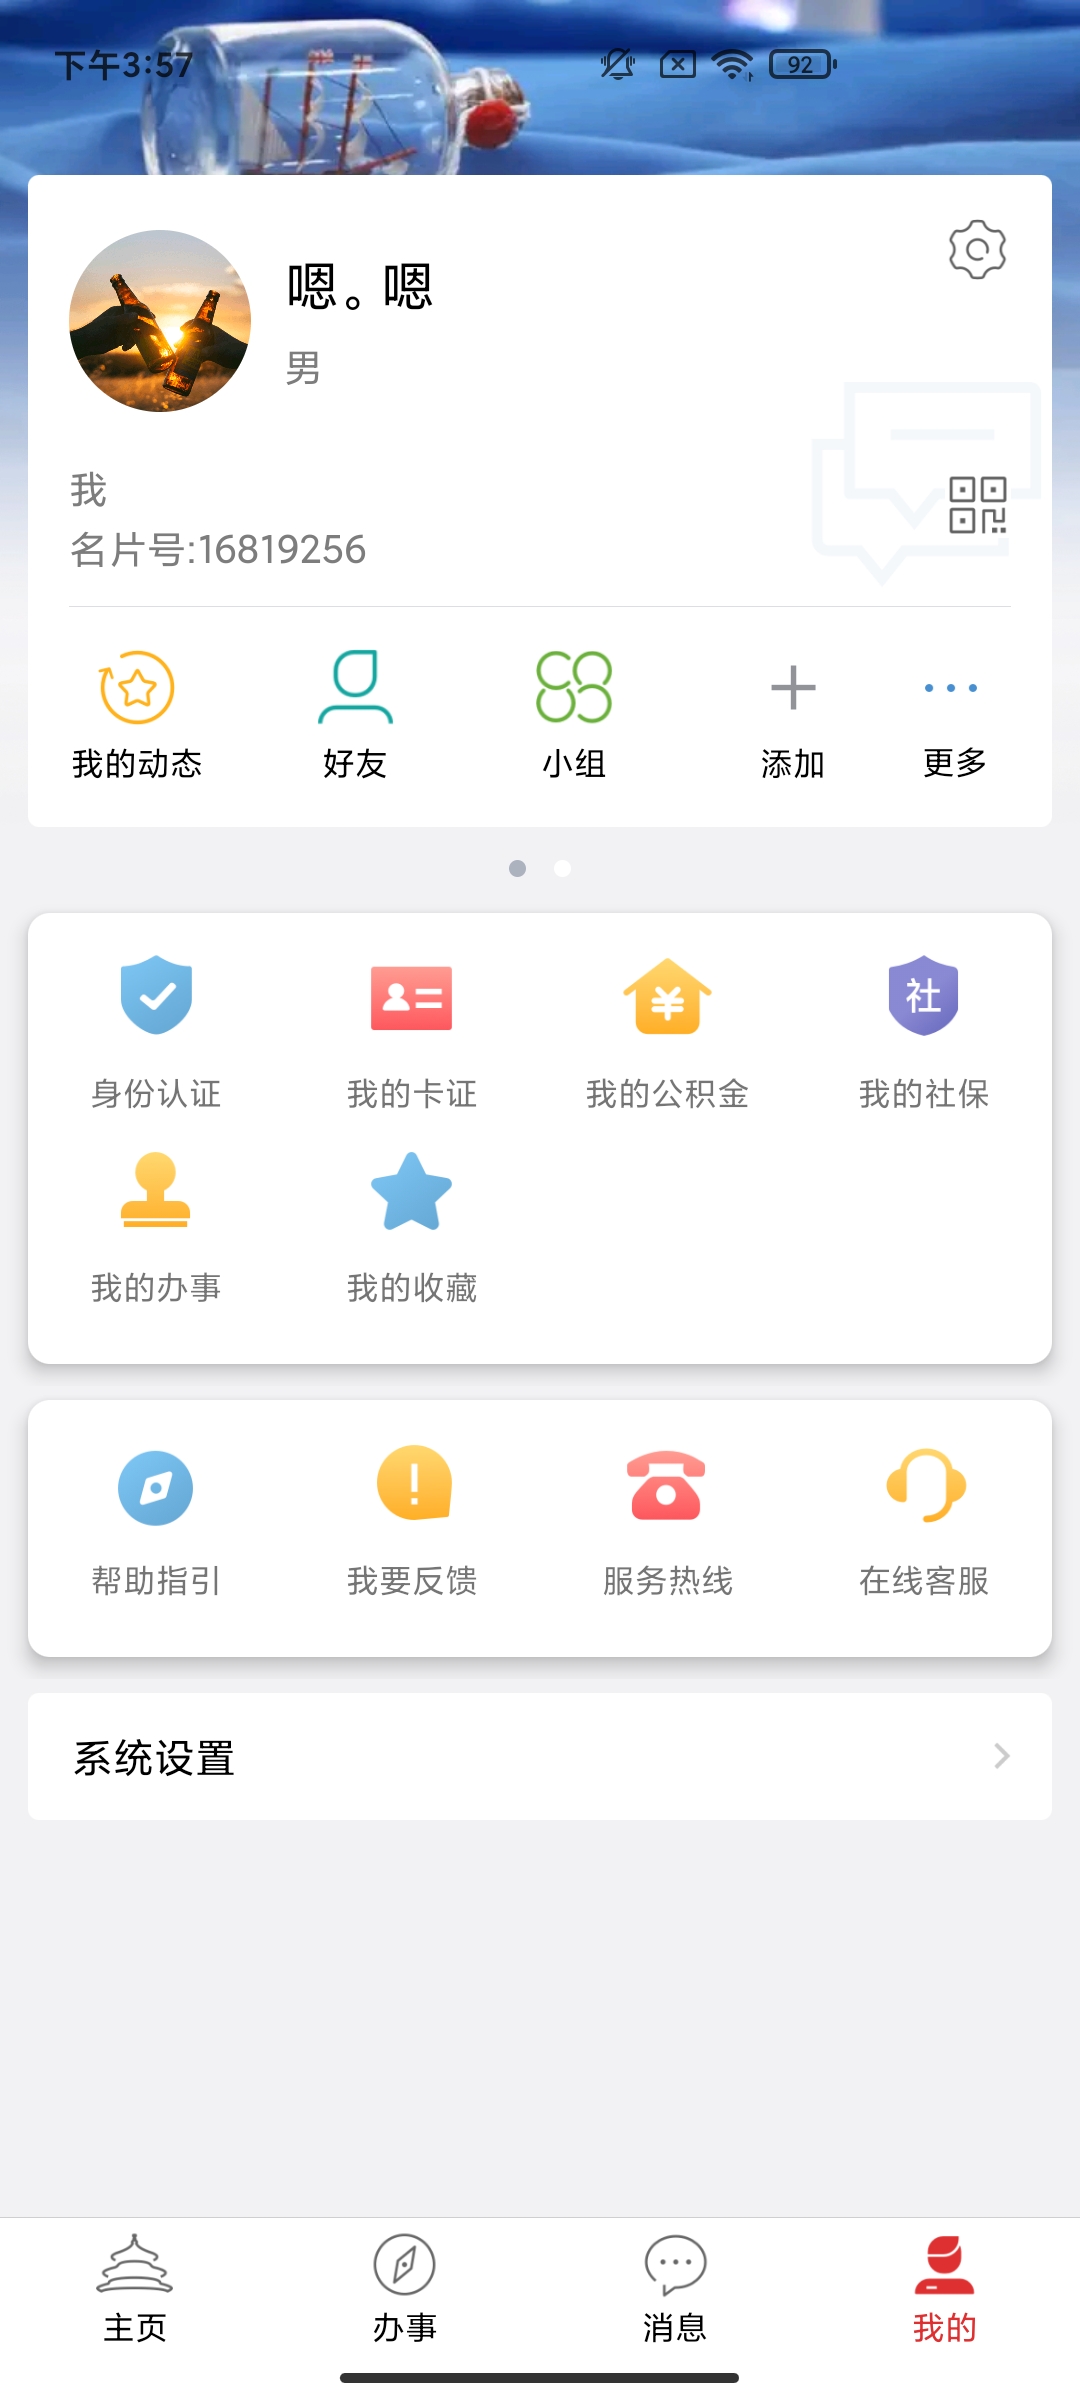 下午3:57
92
嗯。嗯
男
我
名片号:16819256
我的动态
好友
小组
添加
更多
社
身份认证
我的卡证
我的公积金
我的社保
我的办事
我的收藏
帮助指引
我要反馈
服务热线
在线客服
系统设置
主页
办事
消息
我的